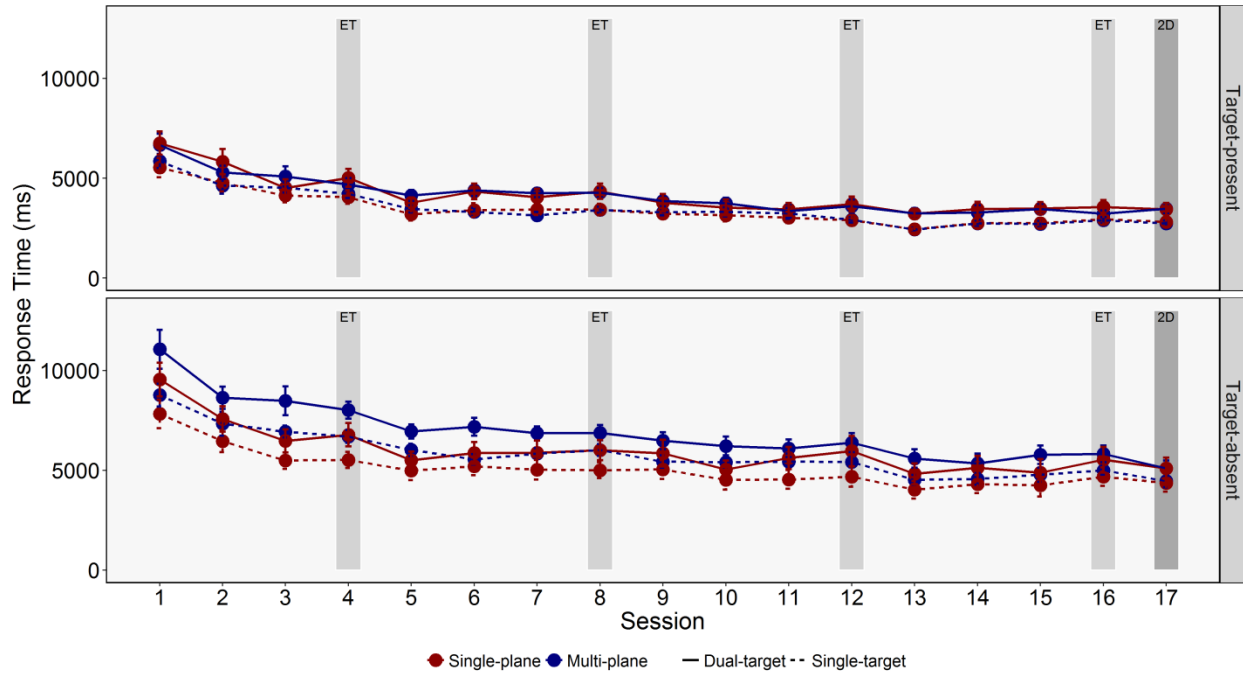 ET ET ET ET 2D
10000
5000
0
Target-present
Response Time (ms)
ET ET ET ET 2D
10000
5000
0
Target-absent
1 2 3 4 5 6 7 8 9 10 11 12 13 14 15 16 17
Session
Single-plane Multi-plane Dual-target Single-target